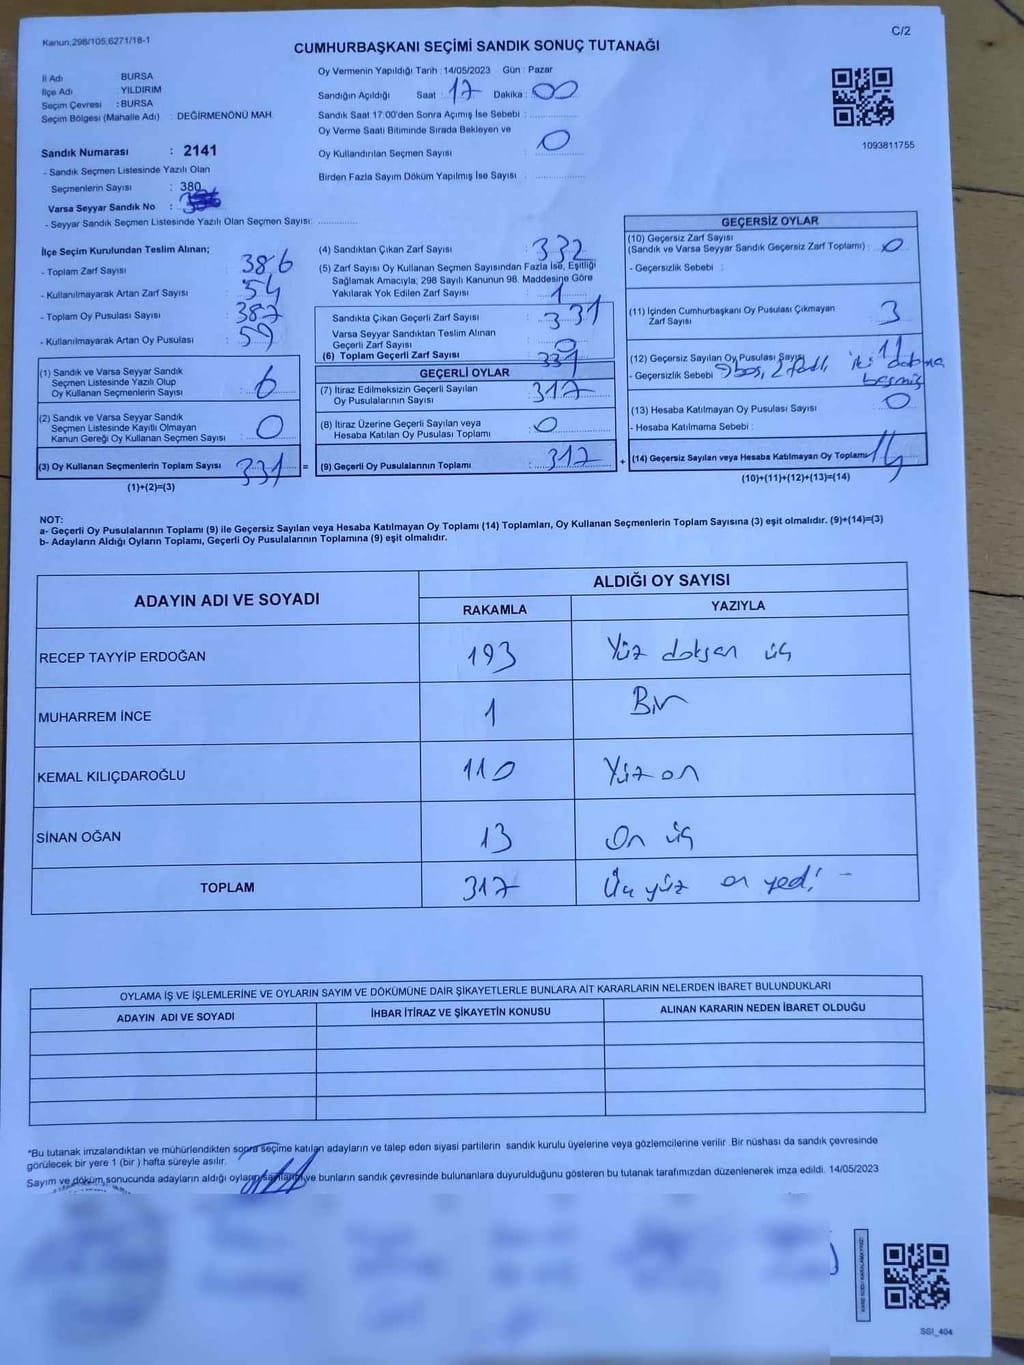 Kanun:298/105,6271/18-1
C/2
CUMHURBAŞKANI SEÇİMİ SANDIK SONUÇ TUTANAĞI
İl Adı : BURSA
İlçe Adı : YILDIRIM
Seçim Çevresi : BURSA
Seçim Bölgesi (Mahalle Adı) : DEĞİRMENÖNÜ MAH.
Sandık Numarası : 2141
- Sandık Seçmen Listesinde Yazılı Olan
Seçmenlerin Sayısı : 380
Varsa Seyyar Sandık No :
- Seyyar Sandık Seçmen Listesinde Yazılı Olan Seçmen Sayısı:
Oy Vermenin Yapıldığı Tarih : 14/05/2023 Gün : Pazar
Sandığın Açıldığı Saat : 17 Dakika : 00
Sandık Saat 17:00'den Sonra Açımış İse Sebebi :
Oy Verme Saati Bitiminde Sırada Bekleyen ve
Oy Kullandırılan Seçmen Sayısı : 0
Birden Fazla Sayım Döküm Yapılmış İse Sayısı :
1093811755
İlçe Seçim Kurulundan Teslim Alınan;
- Toplam Zarf Sayısı : 386
- Kullanılmayarak Artan Zarf Sayısı : 54
- Toplam Oy Pusulası Sayısı : 387
- Kullanılmayarak Artan Oy Pusulası : 59
(1) Sandık ve Varsa Seyyar Sandık
Seçmen Listesinde Yazılı Olup
Oy Kullanan Seçmenlerin Sayısı : 6
(2) Sandık ve Varsa Seyyar Sandık
Seçmen Listesinde Kayıtlı Olmayan
Kanun Gereği Oy Kullanan Seçmen Sayısı : 0
(3) Oy Kullanan Seçmenlerin Toplam Sayısı : 331 =
(1)+(2)=(3)
(4) Sandıktan Çıkan Zarf Sayısı : 332
(5) Zarf Sayısı Oy Kullanan Seçmen Sayısından Fazla İse, Eşitliği
Sağlamak Amacıyla; 298 Sayılı Kanunun 98. Maddesine Göre
Yakılarak Yok Edilen Zarf Sayısı : 1
Sandıkta Çıkan Geçerli Zarf Sayısı : 331
Varsa Seyyar Sandıktan Teslim Alınan
Geçerli Zarf Sayısı : 0
(6) Toplam Geçerli Zarf Sayısı : 331
GEÇERLİ OYLAR
(7) İtiraz Edilmeksizin Geçerli Sayılan
Oy Pusulalarının Sayısı : 317
(8) İtiraz Üzerine Geçerli Sayılan veya
Hesaba Katılan Oy Pusulası Toplamı : 0
(9) Geçerli Oy Pusulalarının Toplamı : 317 +
GEÇERSİZ OYLAR
(10) Geçersiz Zarf Sayısı
(Sandık ve Varsa Seyyar Sandık Geçersiz Zarf Toplamı) : 0
- Geçersizlik Sebebi :
(11) İçinden Cumhurbaşkanı Oy Pusulası Çıkmayan
Zarf Sayısı : 3
(12) Geçersiz Sayılan Oy Pusulası Sayısı 11
- Geçersizlik Sebebi 9 boş, 2 fazla, iki
(13) Hesaba Katılmayan Oy Pusulası Sayısı : 0
- Hesaba Katılmama Sebebi :
(14) Geçersiz Sayılan veya Hesaba Katılmayan Oy Toplamı 14
(10)+(11)+(12)+(13)=(14)
NOT:
a- Geçerli Oy Pusulalarının Toplamı (9) ile Geçersiz Sayılan veya Hesaba Katılmayan Oy Toplamı (14) Toplamları, Oy Kullanan Seçmenlerin Toplam Sayısına (3) eşit olmalıdır. (9)+(14)=(3)
b- Adayların Aldığı Oyların Toplamı, Geçerli Oy Pusulalarının Toplamına (9) eşit olmalıdır.
ADAYIN ADI VE SOYADI ALDIĞI OY SAYISI
RAKAMLA YAZIYLA
RECEP TAYYİP ERDOĞAN 193 Yüz doksan üç
MUHARREM İNCE 1 Bir
KEMAL KILIÇDAROĞLU 110 Yüz on
SİNAN OĞAN 13 On üç
TOPLAM 317 Üç yüz on yedi -
OYLAMA İŞ VE İŞLEMLERİNE VE OYLARIN SAYIM VE DÖKÜMÜNE DAİR ŞİKAYETLERLE BUNLARA AİT KARARLARIN NELERDEN İBARET BULUNDUKLARI
ADAYIN ADI VE SOYADI İHBAR İTİRAZ VE ŞİKAYETİN KONUSU ALINAN KARARIN NEDEN İBARET OLDUĞU
*Bu tutanak imzalandıktan ve mühürlendikten sonra seçime katılan adayların ve talep eden siyasi partilerin sandık kurulu üyelerine veya gözlemcilerine verilir .Bir nüshası da sandık çevresinde
görülecek bir yere 1 (bir ) hafta süreyle asılır.
Sayım ve döküm sonucunda adayların aldığı oyların sayılarını ve bunların sandık çevresinde bulunanlara duyurulduğunu gösteren bu tutanak tarafımızdan düzenlenerek imza edildi. 14/05/2023
SSI_404